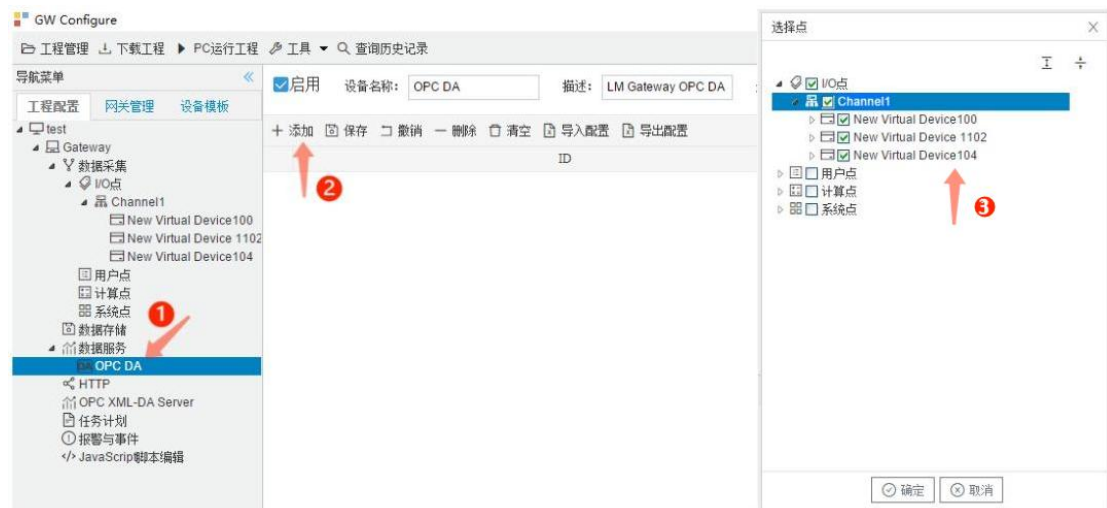 GW Configure
工程管理 下载工程 PC运行工程 工具 查询历史记录
导航菜单
工程配置 网关管理 设备模板
test
Gateway
数据采集
I/O点
Channel1
New Virtual Device100
New Virtual Device 1102
New Virtual Device104
用户点
计算点
系统点
数据存储
数据服务
OPC DA
HTTP
OPC XML-DA Server
任务计划
报警与事件
JavaScrip脚本编辑
1
启用 设备名称: OPC DA 描述: LM Gateway OPC DA
添加 保存 撤销 删除 清空 导入配置 导出配置
ID
2
选择点
I/O点
Channel1
New Virtual Device100
New Virtual Device 1102
New Virtual Device104
用户点
计算点
系统点
3
确定 取消